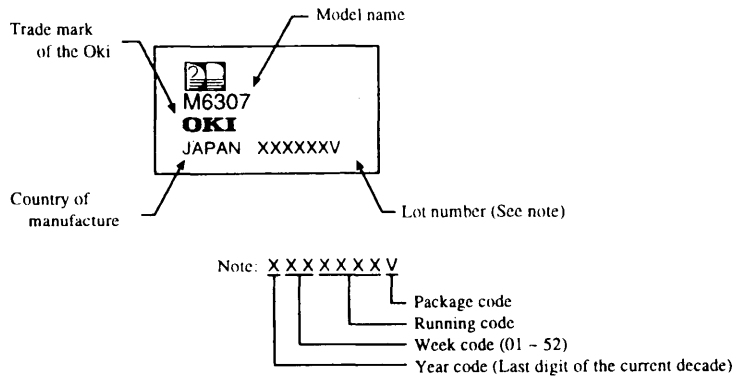 Model name
Trade mark
of the Oki
M6307
OKI
JAPAN XXXXXXV
Country of
manufacture
Lot number (See note)
Note: X X X X X X X V
Package code
Running code
Week code (01 ~ 52)
Year code (Last digit of the current decade)